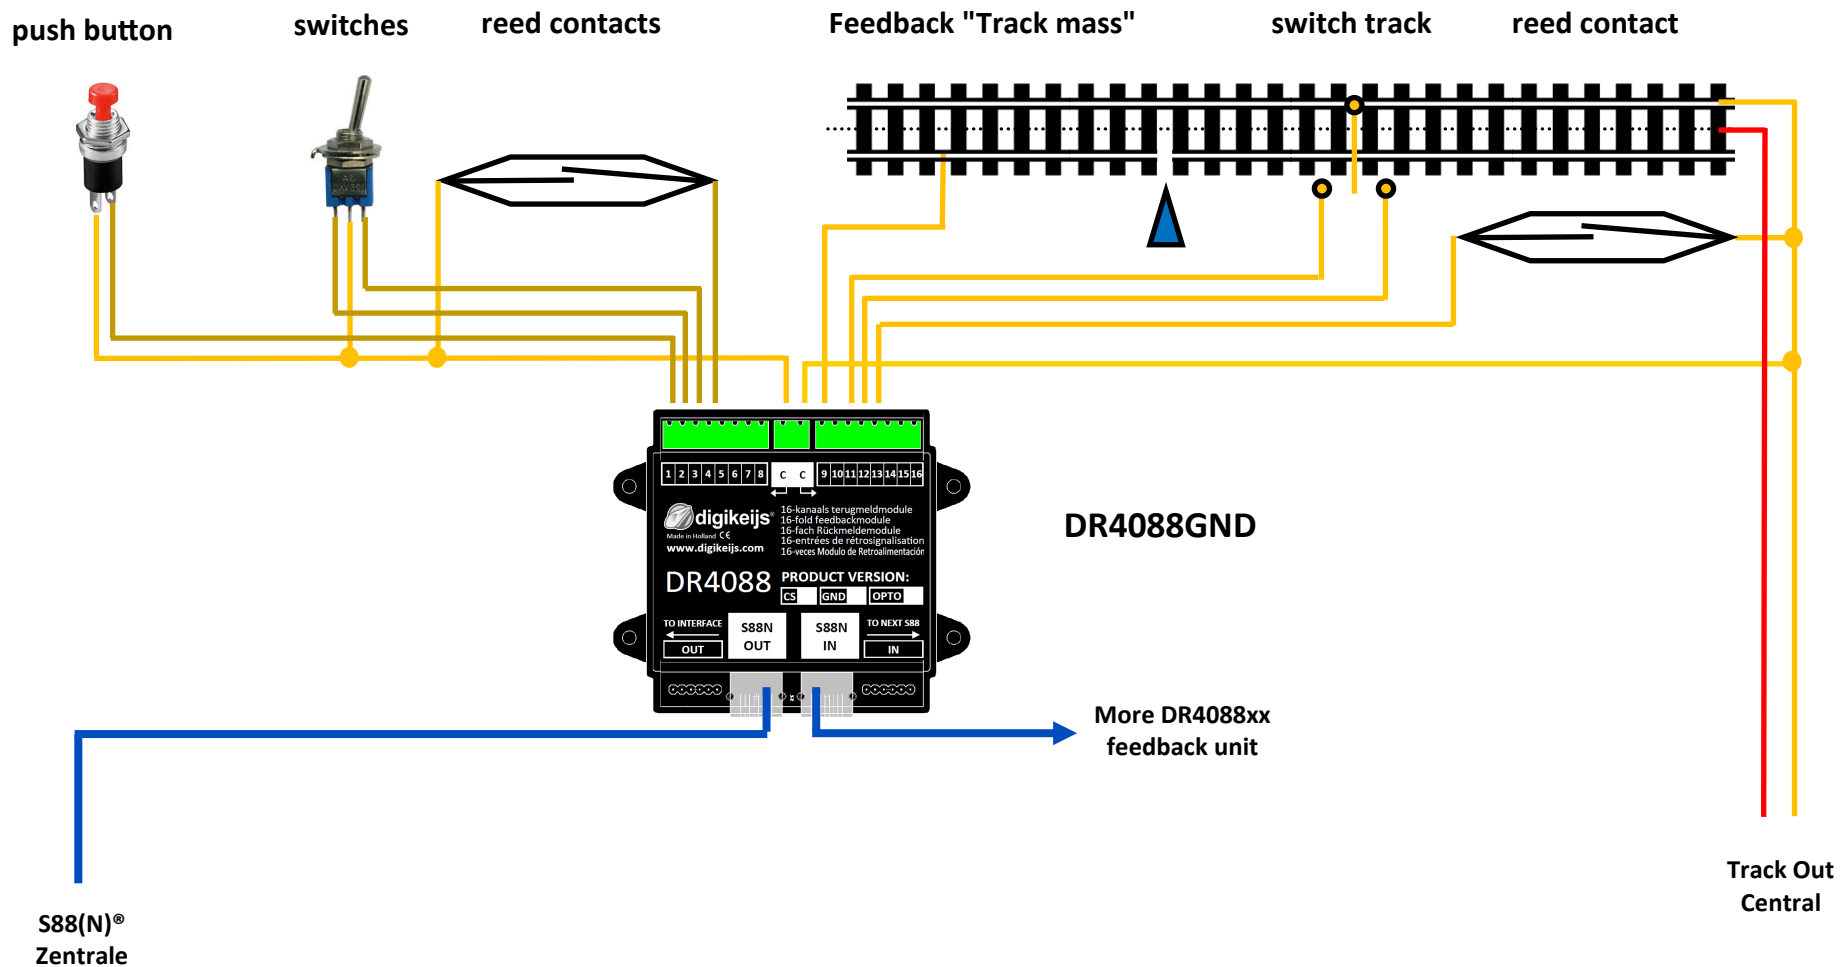 push button
switches
reed contacts
Feedback "Track mass"
switch track
reed contact
1 2 3 4 5 6 7 8 C C 9 10 11 12 13 14 15 16
digikeijs®
Made in Holland CE
www.digikeijs.com
16-kanaals terugmeldmodule
16-fold feedbackmodule
16-fach Rückmeldemodule
16-entrées de rétrosignalisation
16-veces Modulo de Retroalimentación
DR4088GND
DR4088
PRODUCT VERSION:
CS GND OPTO
TO INTERFACE
OUT
S88N
OUT
S88N
IN
TO NEXT S88
IN
More DR4088xx
feedback unit
Track Out
Central
S88(N)®
Zentrale